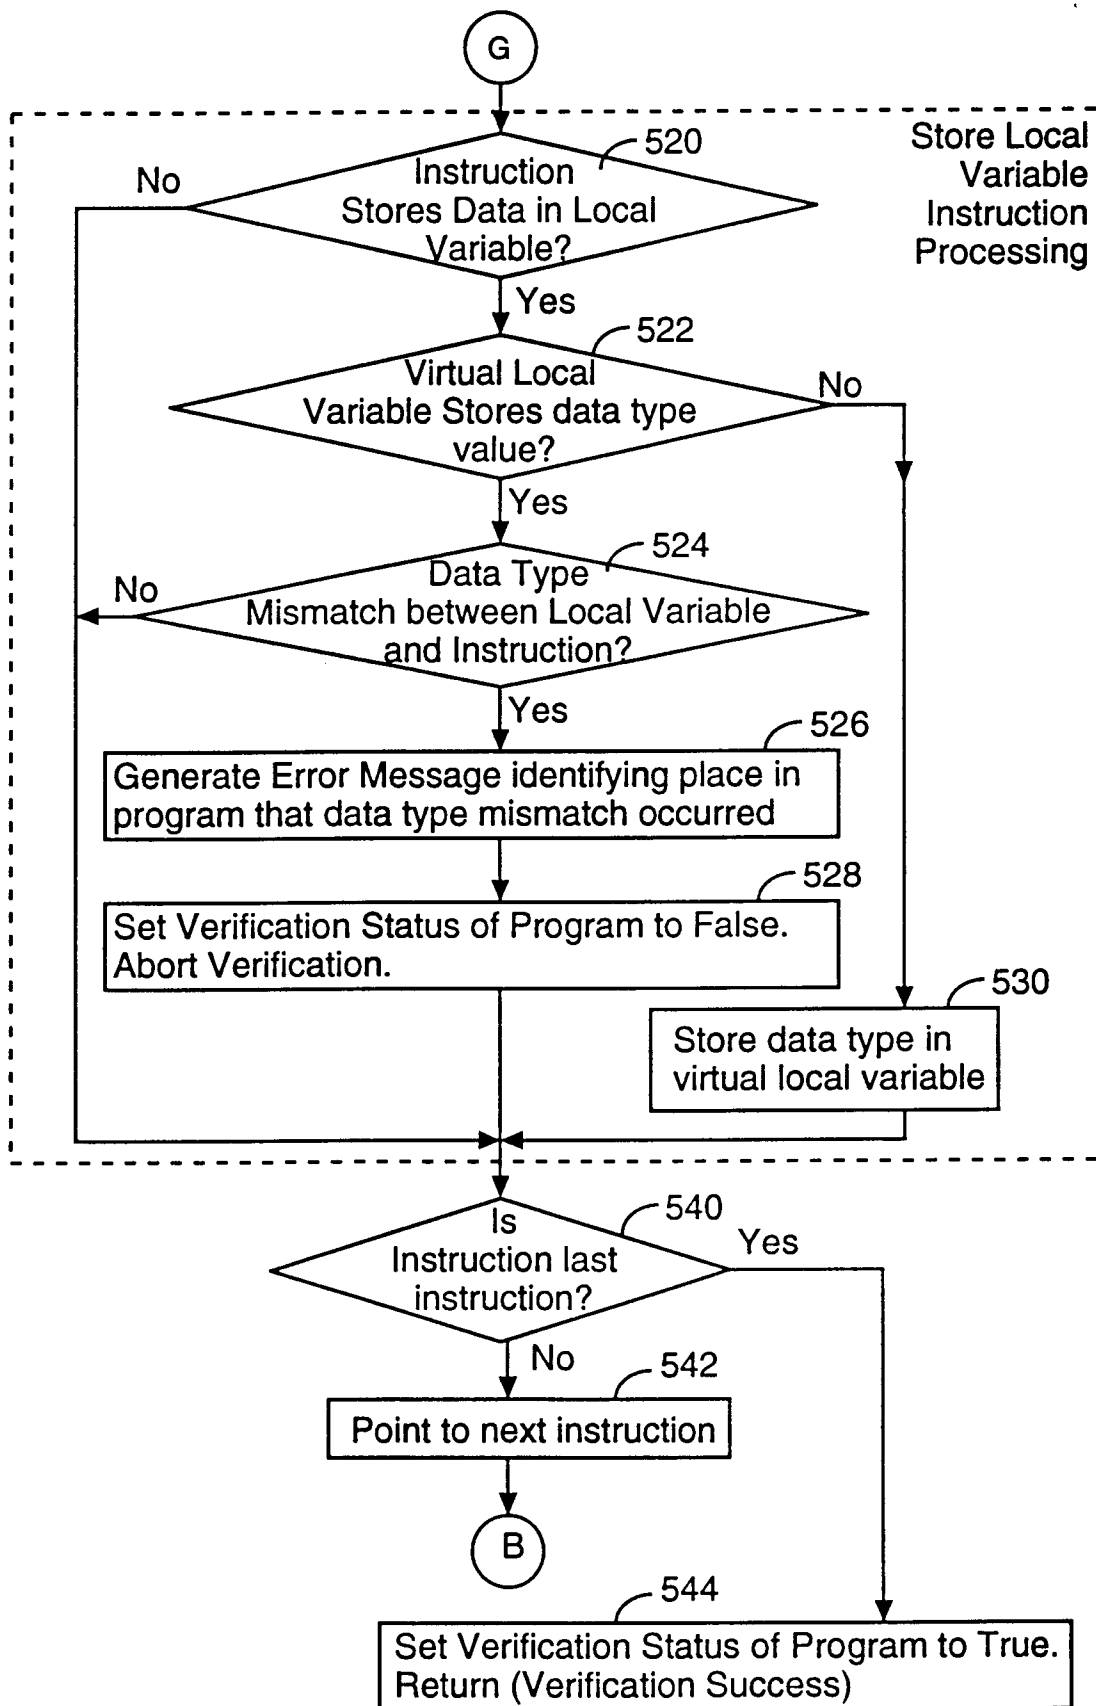 G
Store Local
Variable
Instruction
Processing
520
No
Instruction
Stores Data in Local
Variable?
Yes
522
Virtual Local
Variable Stores data type
value?
No
Yes
524
No
Data Type
Mismatch between Local Variable
and Instruction?
Yes
526
Generate Error Message identifying place in
program that data type mismatch occurred
528
Set Verification Status of Program to False.
Abort Verification.
530
Store data type in
virtual local variable
540
Is
Instruction last
instruction?
Yes
No
542
Point to next instruction
B
544
Set Verification Status of Program to True.
Return (Verification Success)